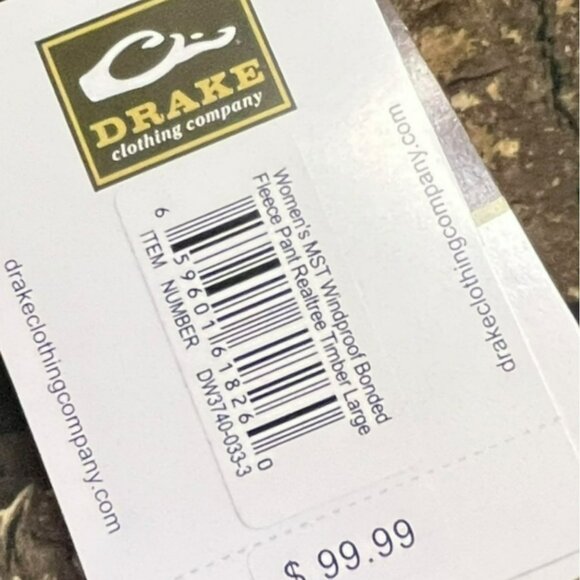 DRAKE
clothing company
drakeclothingcompany.com
Women's MST Windproof Bonded
Fleece Pant Realtree Timber Large
6 59601 61826 0
ITEM NUMBER DW3740-033-3
drakeclothingcompany.com
$ 99.99